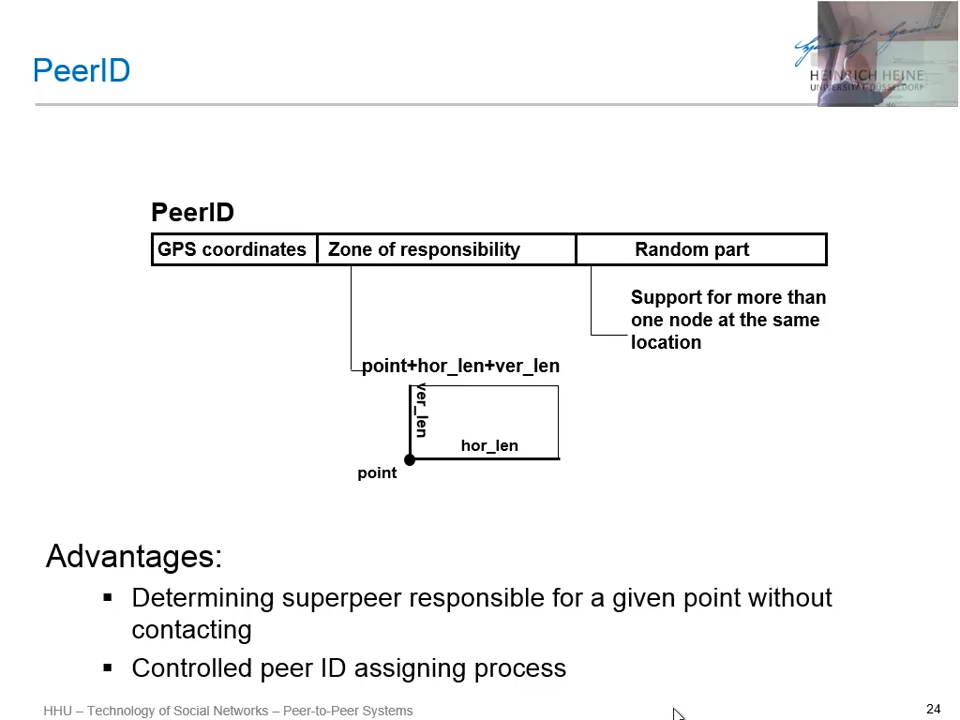 PeerID
HEINRICH HEINE
UNIVERSITÄT DÜSSELDORF
PeerID
GPS coordinates Zone of responsibility Random part
Support for more than
one node at the same
location
point+hor_len+ver_len
ver_len
hor_len
point
Advantages:
▪ Determining superpeer responsible for a given point without
contacting
▪ Controlled peer ID assigning process
HHU – Technology of Social Networks – Peer-to-Peer Systems
24